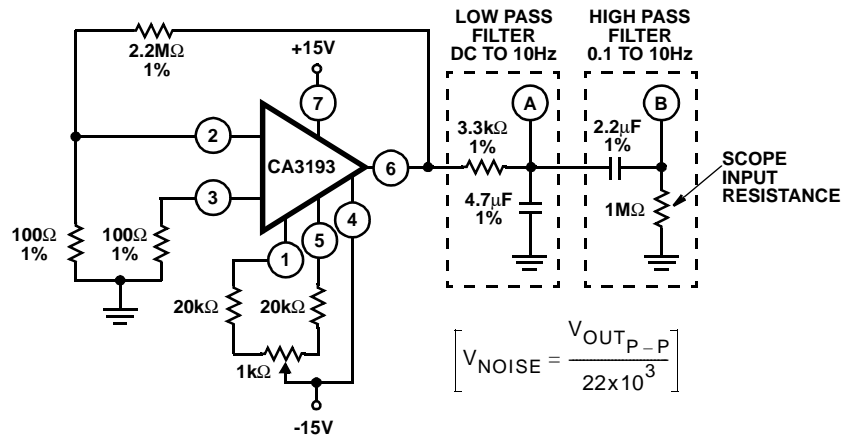 LOW PASS
FILTER
DC TO 10Hz
HIGH PASS
FILTER
0.1 TO 10Hz
2.2MΩ
1%
+15V
7
A
B
2
3.3kΩ
1%
2.2μF
1%
CA3193
6
SCOPE
INPUT
RESISTANCE
3
4
4.7μF
1%
1MΩ
100Ω
1%
100Ω
1%
1
5
20kΩ
20kΩ
1kΩ
-15V
[V_NOISE = V_OUT_P–P / 22x10^3]